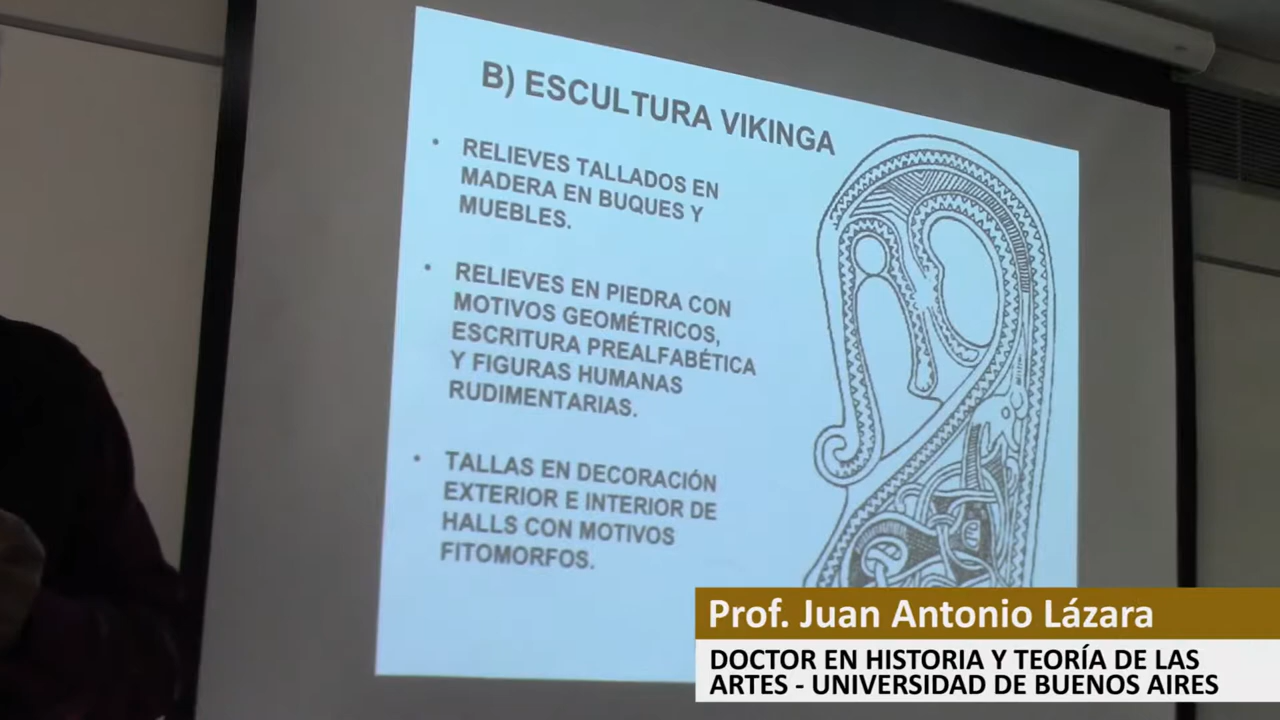 B) ESCULTURA VIKINGA
• RELIEVES TALLADOS EN
MADERA EN BUQUES Y
MUEBLES.
• RELIEVES EN PIEDRA CON
MOTIVOS GEOMÉTRICOS,
ESCRITURA PREALFABÉTICA
Y FIGURAS HUMANAS
RUDIMENTARIAS.
• TALLAS EN DECORACIÓN
EXTERIOR E INTERIOR DE
HALLS CON MOTIVOS
FITOMORFOS.
Prof. Juan Antonio Lázara
DOCTOR EN HISTORIA Y TEORÍA DE LAS
ARTES - UNIVERSIDAD DE BUENOS AIRES